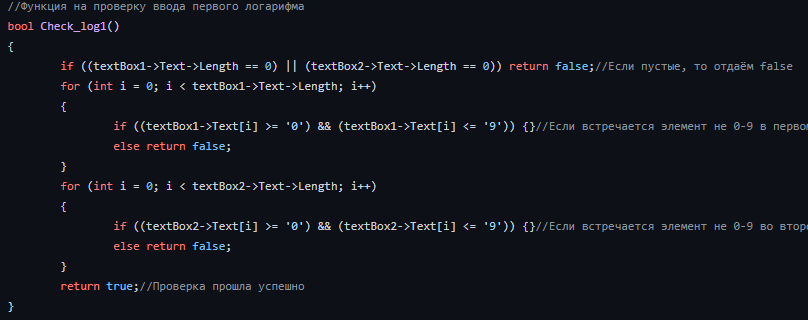 //Функция на проверку ввода первого логарифма
bool Check_log1()
{
if ((textBox1->Text->Length == 0) || (textBox2->Text->Length == 0)) return false;//Если пустые, то отдаём false
for (int i = 0; i < textBox1->Text->Length; i++)
{
if ((textBox1->Text[i] >= '0') && (textBox1->Text[i] <= '9')) {}//Если встречается элемент не 0-9 в
else return false;
}
for (int i = 0; i < textBox2->Text->Length; i++)
{
if ((textBox2->Text[i] >= '0') && (textBox2->Text[i] <= '9')) {}//Если встречается элемент не 0-9 во
else return false;
}
return true;//Проверка прошла успешно
}